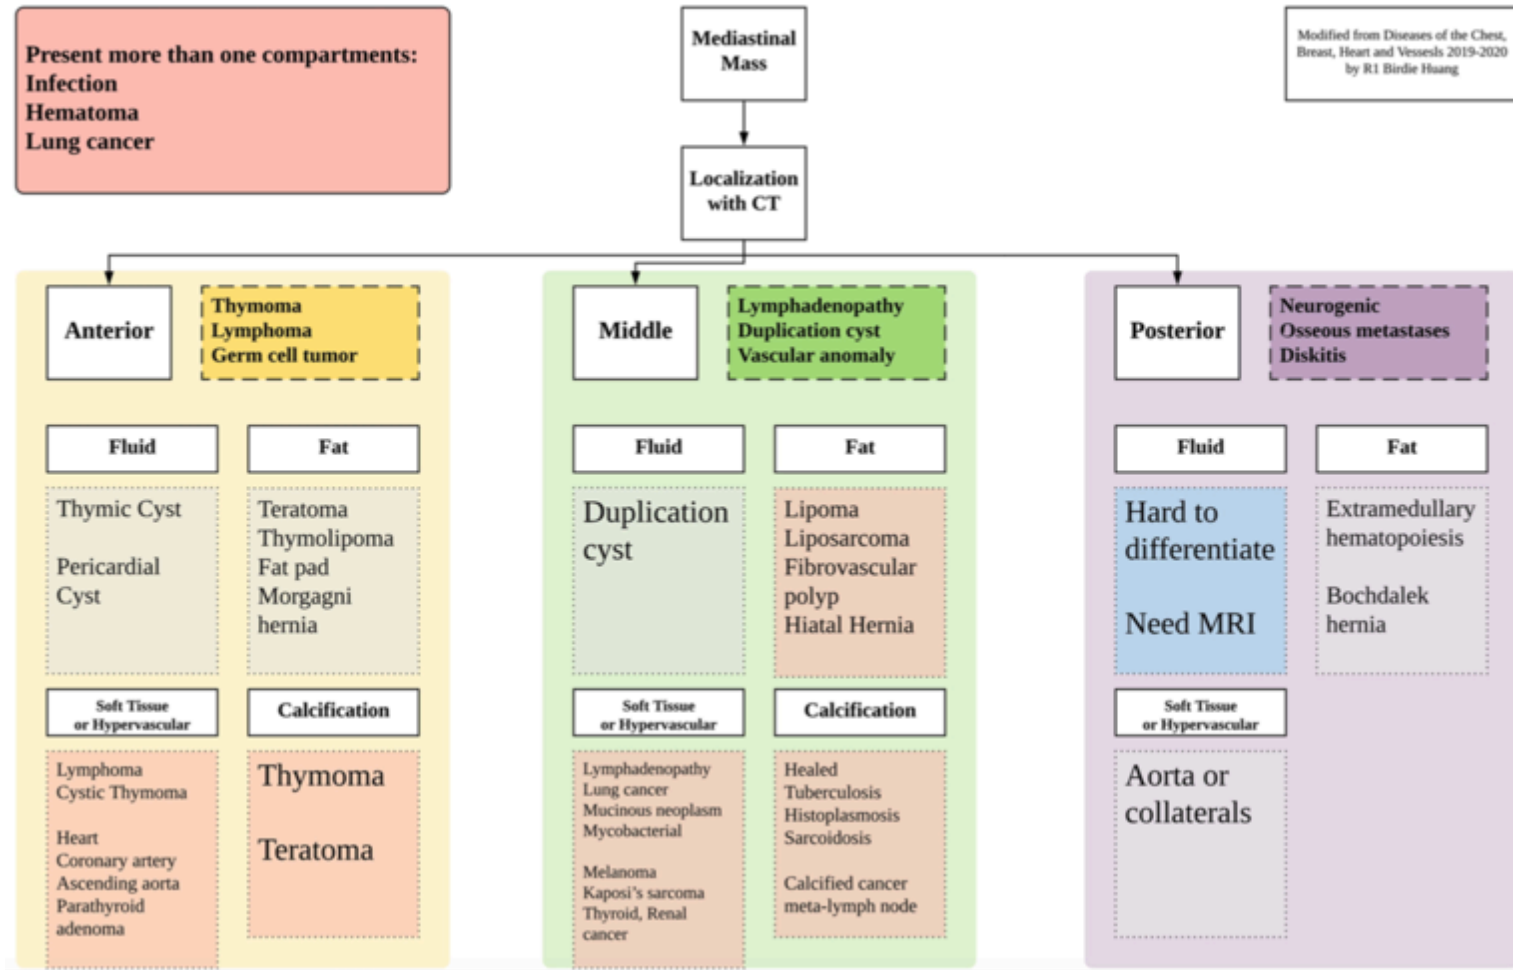 Present more than one compartments:
Infection
Hematoma
Lung cancer
Mediastinal
Mass
Modified from Diseases of the Chest,
Breast, Heart and Vessesls 2019-2020
by R1 Birdie Huang
Localization
with CT
Anterior
Thymoma
Lymphoma
Germ cell tumor
Fluid
Fat
Thymic Cyst
Pericardial
Cyst
Teratoma
Thymolipoma
Fat pad
Morgagni
hernia
Soft Tissue
or Hypervascular
Calcification
Lymphoma
Cystic Thymoma
Heart
Coronary artery
Ascending aorta
Parathyroid
adenoma
Thymoma
Teratoma
Middle
Lymphadenopathy
Duplication cyst
Vascular anomaly
Fluid
Fat
Duplication
cyst
Lipoma
Liposarcoma
Fibrovascular
polyp
Hiatal Hernia
Soft Tissue
or Hypervascular
Calcification
Lymphadenopathy
Lung cancer
Mucinous neoplasm
Mycobacterial
Melanoma
Kaposi's sarcoma
Thyroid, Renal
cancer
Healed
Tuberculosis
Histoplasmosis
Sarcoidosis
Calcified cancer
meta-lymph node
Posterior
Neurogenic
Osseous metastases
Diskitis
Fluid
Fat
Hard to
differentiate
Need MRI
Extramedullary
hematopoiesis
Bochdalek
hernia
Soft Tissue
or Hypervascular
Aorta or
collaterals